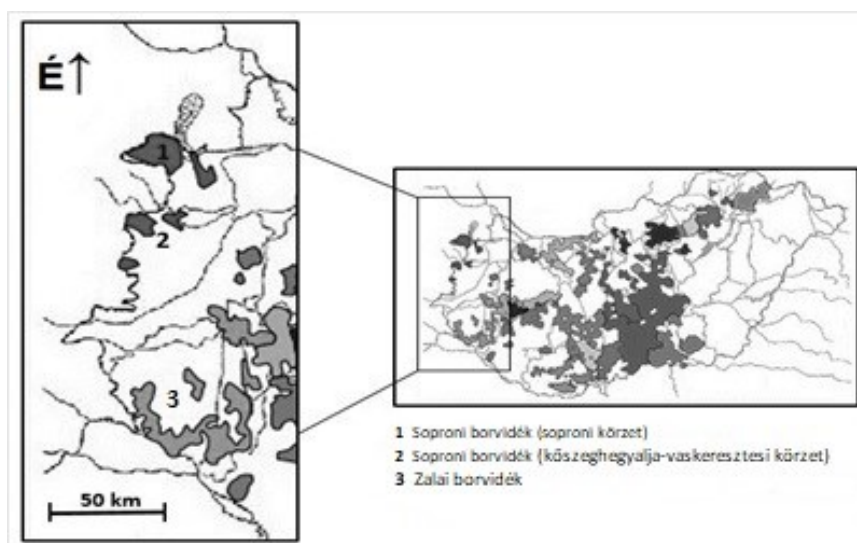 É↑
1
2
3
50 km
1 Soproni borvidék (soproni körzet)
2 Soproni borvidék (kőszeghegyalja-vaskeresztesi körzet)
3 Zalai borvidék